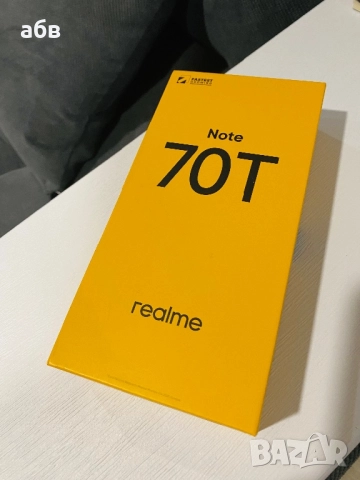 абв
Note
70T
realme
BAZAR